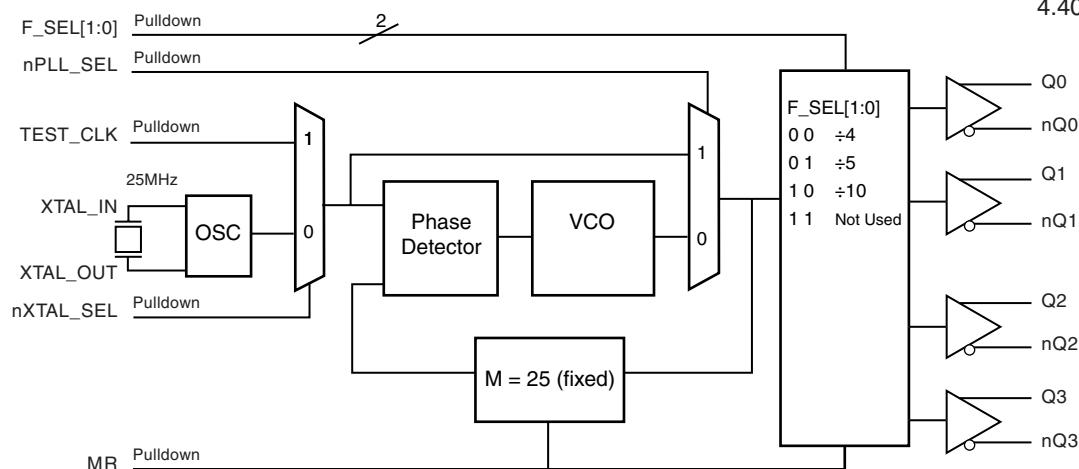 4.40
F_SEL[1:0] Pulldown 2
nPLL_SEL Pulldown
TEST_CLK Pulldown
25MHz
XTAL_IN
OSC
XTAL_OUT
nXTAL_SEL Pulldown
1
0
Phase
Detector
VCO
1
0
M = 25 (fixed)
MR Pulldown
F_SEL[1:0]
0 0 ÷4
0 1 ÷5
1 0 ÷10
1 1 Not Used
Q0
nQ0
Q1
nQ1
Q2
nQ2
Q3
nQ3